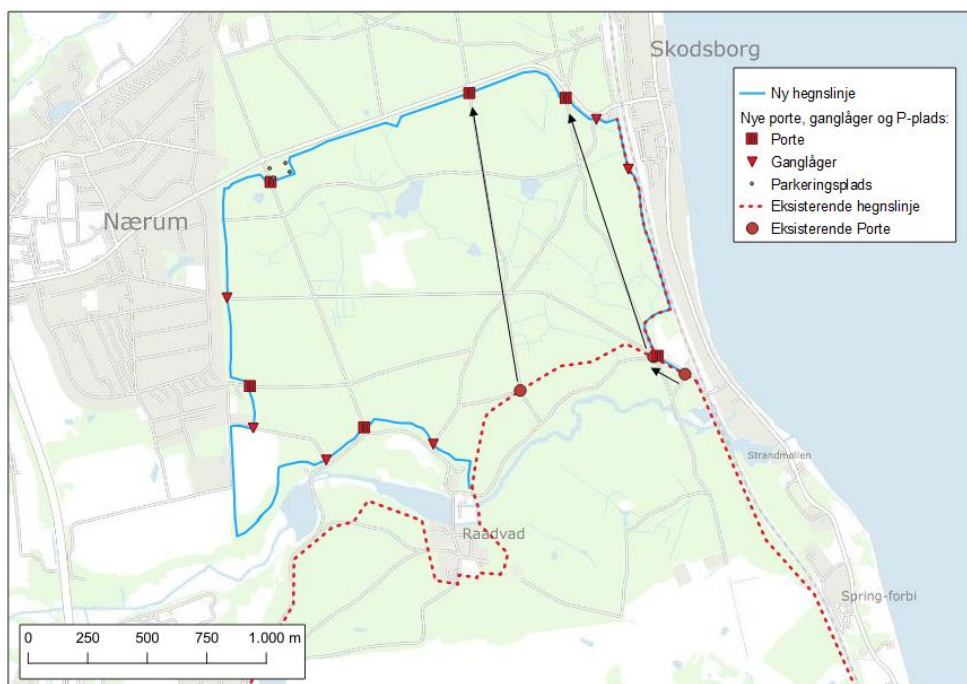 Skodsborg
Ny hegnslinje
Nye porte, ganglåger og P-plads:
Porte
Ganglåger
Parkeringsplads
Eksisterende hegnslinje
Eksisterende Porte
Nærum
Strandmøllen
Raadvad
Spring-forbi
0 250 500 750 1.000 m